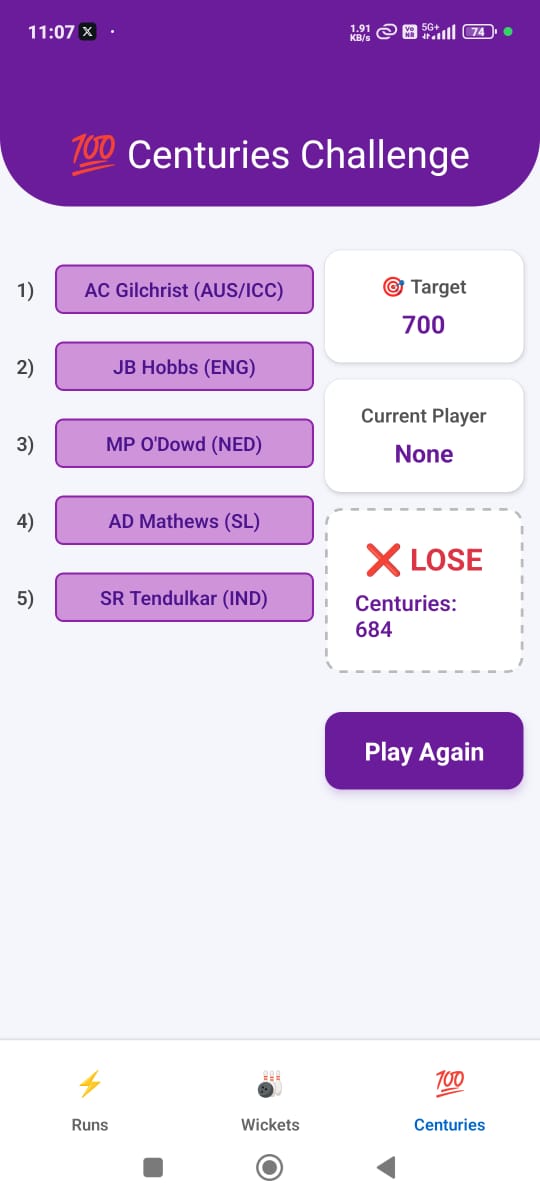 11:07 X ·
1.91 KB/s Vo NR 5G+ 74
💯 Centuries Challenge
1) AC Gilchrist (AUS/ICC)
2) JB Hobbs (ENG)
3) MP O'Dowd (NED)
4) AD Mathews (SL)
5) SR Tendulkar (IND)
🎯 Target
700
Current Player
None
❌ LOSE
Centuries:
684
Play Again
Runs
Wickets
💯
Centuries